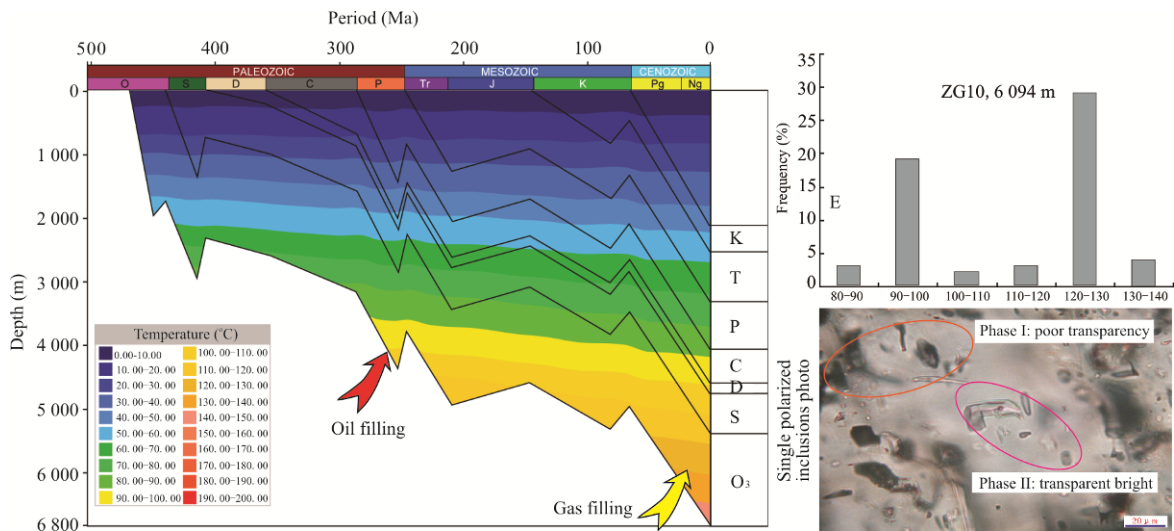 Period (Ma)
500 400 300 200 100 0
PALEOZOIC MESOZOIC CENOZOIC
O S D C P Tr J K Pg Ng
Depth (m)
0
1 000
2 000
3 000
4 000
5 000
6 000
6 800
Temperature (°C)
0.00-10.00 100.00-110.00
10.00-20.00 110.00-120.00
20.00-30.00 120.00-130.00
30.00-40.00 130.00-140.00
40.00-50.00 140.00-150.00
50.00-60.00 150.00-160.00
60.00-70.00 160.00-170.00
70.00-80.00 170.00-180.00
80.00-90.00 180.00-190.00
90.00-100.00 190.00-200.00
Oil filling
Gas filling
E
K
T
P
C
D
S
O₃
Frequency (%)
35
30
25
20
15
10
5
0
ZG10, 6 094 m
80-90 90-100 100-110 110-120 120-130 130-140
Single polarized
inclusions photo
Phase I: poor transparency
Phase II: transparent bright
20 μm